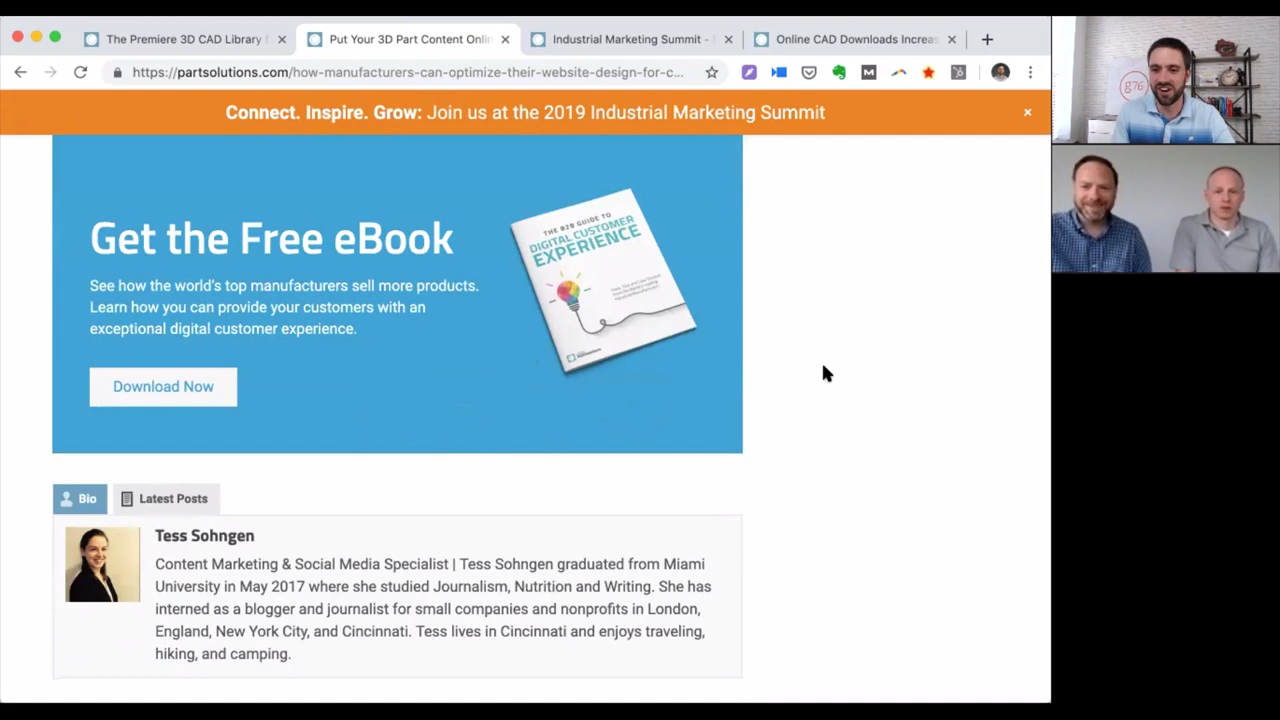 The Premiere 3D CAD Library f
Put Your 3D Part Content Onlin
Industrial Marketing Summit -
Online CAD Downloads Increas
https://partsolutions.com/how-manufacturers-can-optimize-their-website-design-for-c...
Connect. Inspire. Grow: Join us at the 2019 Industrial Marketing Summit
876
Get the Free eBook
See how the world's top manufacturers sell more products.
Learn how you can provide your customers with an
exceptional digital customer experience.
Download Now
THE B2B GUIDE TO
DIGITAL CUSTOMER
EXPERIENCE
Bio
Latest Posts
Tess Sohngen
Content Marketing & Social Media Specialist | Tess Sohngen graduated from Miami
University in May 2017 where she studied Journalism, Nutrition and Writing. She has
interned as a blogger and journalist for small companies and nonprofits in London,
England, New York City, and Cincinnati. Tess lives in Cincinnati and enjoys traveling,
hiking, and camping.